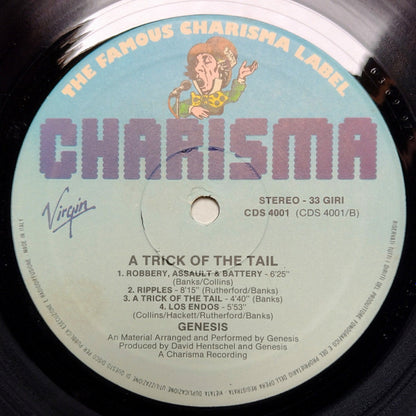 THE FAMOUS CHARISMA LABEL
CHARISMA
Virgin
STEREO - 33 GIRI
CDS 4001 (CDS 4001/B)
A TRICK OF THE TAIL
1. ROBBERY, ASSAULT & BATTERY - 6'25"
(Banks/Collins)
2. RIPPLES - 8'15" (Rutherford/Banks)
3. A TRICK OF THE TAIL - 4'40" (Banks)
4. LOS ENDOS - 5'53"
(Collins/Hackett/Rutherford/Banks)
GENESIS
An Material Arranged and Performed by Genesis
Produced by David Hentschel and Genesis
A Charisma Recording